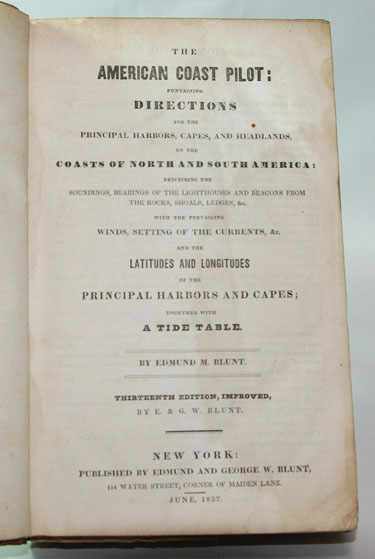 THE
AMERICAN COAST PILOT:
CONTAINING
DIRECTIONS
FOR THE
PRINCIPAL HARBORS, CAPES, AND HEADLANDS,
ON THE
COASTS OF NORTH AND SOUTH AMERICA:
DESCRIBING THE
SOUNDINGS, BEARINGS OF THE LIGHTHOUSES AND BEACONS FROM
THE ROCKS, SHOALS, LEDGES, &c.
WITH THE PREVAILING
WINDS, SETTING OF THE CURRENTS, &c.
AND THE
LATITUDES AND LONGITUDES
OF THE
PRINCIPAL HARBORS AND CAPES;
TOGETHER WITH
A TIDE TABLE.
BY EDMUND M. BLUNT.
THIRTEENTH EDITION, IMPROVED,
BY E. & G. W. BLUNT.
NEW YORK:
PUBLISHED BY EDMUND AND GEORGE W. BLUNT,
154 WATER STREET, CORNER OF MAIDEN LANE.
JUNE, 1837.